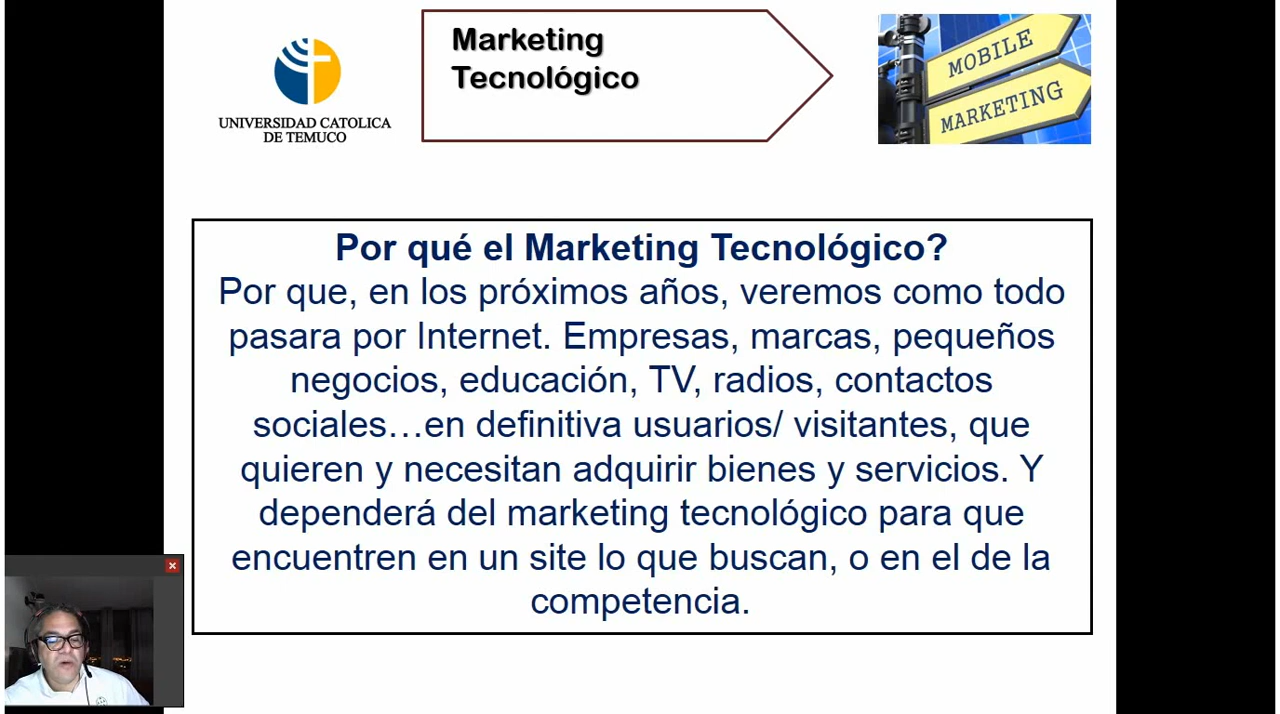 UNIVERSIDAD CATOLICA
DE TEMUCO
Marketing
Tecnológico
MOBILE
MARKETING
Por qué el Marketing Tecnológico?
Por que, en los próximos años, veremos como todo
pasara por Internet. Empresas, marcas, pequeños
negocios, educación, TV, radios, contactos
sociales…en definitiva usuarios/ visitantes, que
quieren y necesitan adquirir bienes y servicios. Y
dependerá del marketing tecnológico para que
encuentren en un site lo que buscan, o en el de la
competencia.